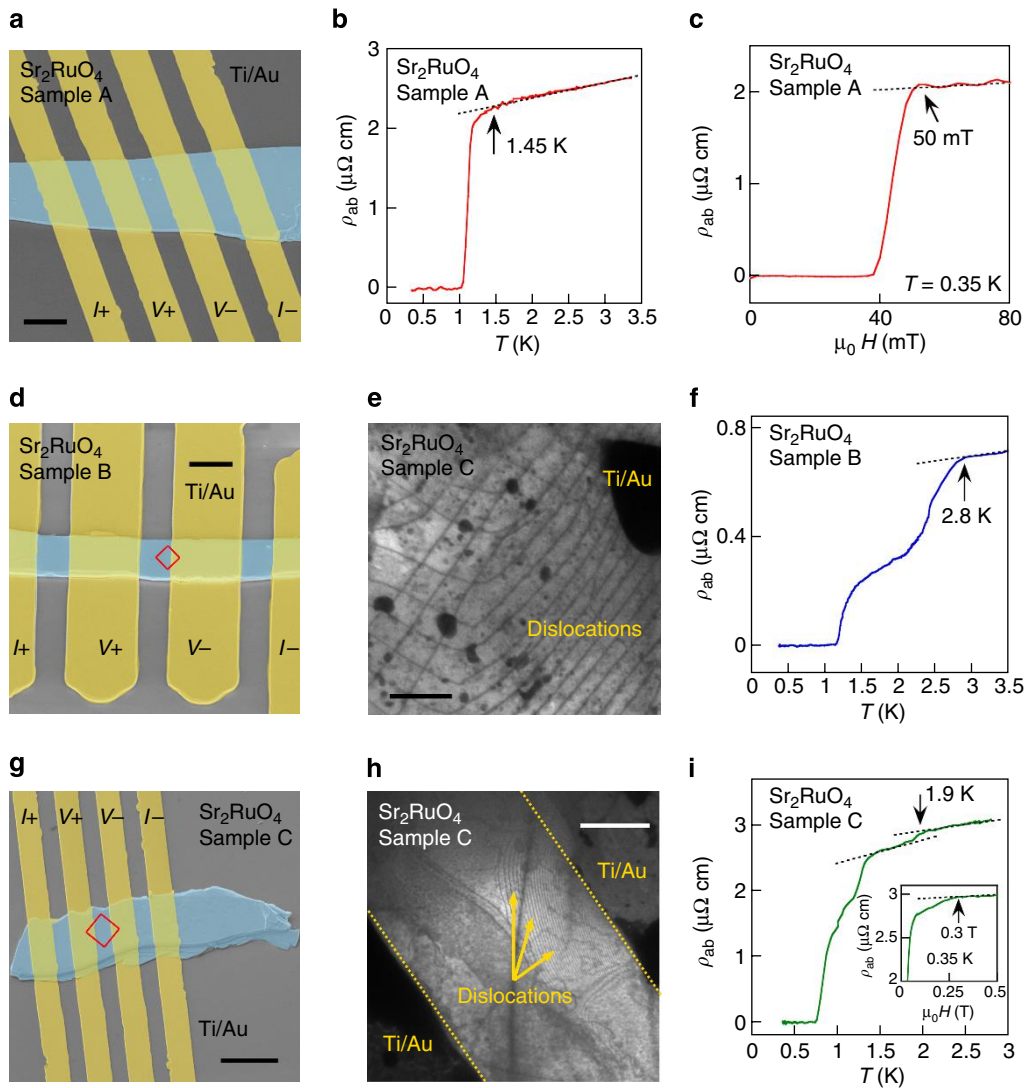 a
Sr2RuO4
Sample A
Ti/Au
I+
V+
V−
I−
b
3
2
1
0
ρab (μΩ cm)
Sr2RuO4
Sample A
1.45 K
0.5
1
1.5
2
2.5
3
3.5
T (K)
c
2
1
0
ρab (μΩ cm)
Sr2RuO4
Sample A
50 mT
T = 0.35 K
0
40
80
μ0 H (mT)
d
Sr2RuO4
Sample B
Ti/Au
I+
V+
V−
I−
e
Sr2RuO4
Sample C
Ti/Au
Dislocations
f
0.8
0.4
0
ρab (μΩ cm)
Sr2RuO4
Sample B
2.8 K
0.5
1
1.5
2
2.5
3
3.5
T (K)
g
I+
V+
V−
I−
Sr2RuO4
Sample C
Ti/Au
h
Sr2RuO4
Sample C
Ti/Au
Dislocations
Ti/Au
i
3
2
1
0
ρab (μΩ cm)
Sr2RuO4
Sample C
1.9 K
3
2.5
2
ρab (μΩ cm)
0.3 T
0.35 K
0
0.25
0.5
μ0H (T)
0
0.5
1
1.5
2
2.5
3
T (K)